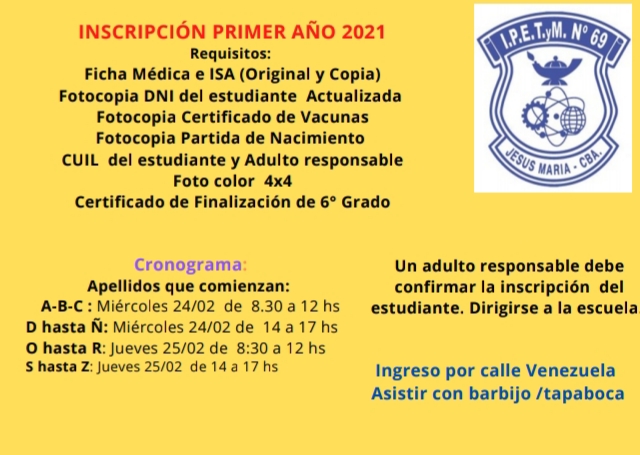 INSCRIPCIÓN PRIMER AÑO 2021
Requisitos:
Ficha Médica e ISA (Original y Copia)
Fotocopia DNI del estudiante Actualizada
Fotocopia Certificado de Vacunas
Fotocopia Partida de Nacimiento
CUIL del estudiante y Adulto responsable
Foto color 4x4
Certificado de Finalización de 6° Grado
I.P.E.T.yM. N° 69
JESUS MARIA - CBA.
Cronograma:
Apellidos que comienzan:
A-B-C : Miércoles 24/02 de 8.30 a 12 hs
D hasta Ñ: Miércoles 24/02 de 14 a 17 hs
O hasta R: Jueves 25/02 de 8:30 a 12 hs
S hasta Z: Jueves 25/02 de 14 a 17 hs
Un adulto responsable debe
confirmar la inscripción del
estudiante. Dirigirse a la escuela.
Ingreso por calle Venezuela
Asistir con barbijo /tapaboca